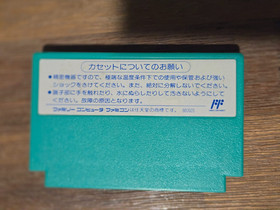 カセットについてのお願い
●精密機器ですので、極端な温度条件下での使用や保管および強い
ショックをさけてください。また、絶対に分解しないでください。
●端子部に手を触れたり、水にぬらしたりして汚さないようにして
ください。故障の原因となります。
ファミリーコンピュータ ファミコンは任天堂の商標です。